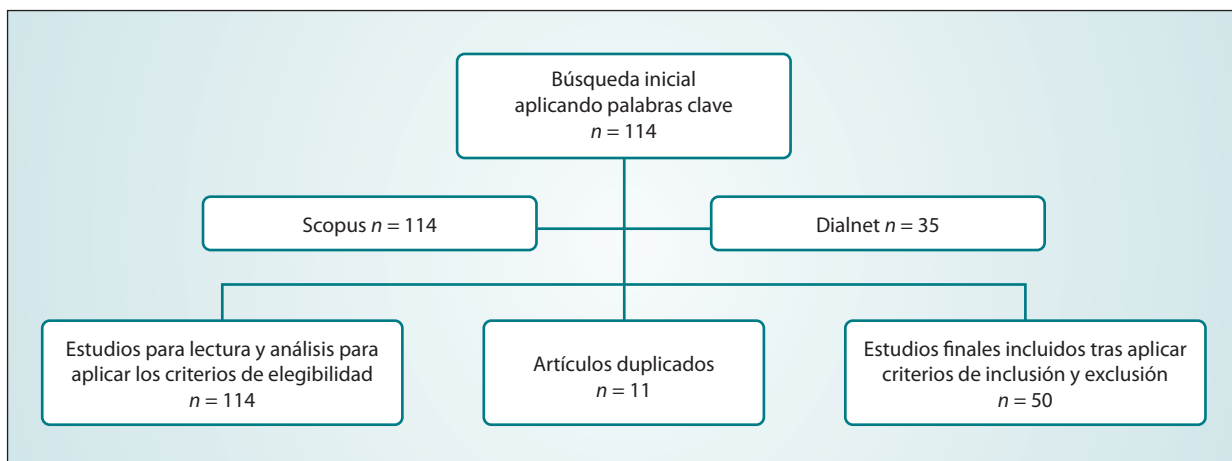 Búsqueda inicial
aplicando palabras clave
n = 114
Scopus n = 114
Dialnet n = 35
Estudios para lectura y análisis para
aplicar los criterios de elegibilidad
n = 114
Artículos duplicados
n = 11
Estudios finales incluidos tras aplicar
criterios de inclusión y exclusión
n = 50